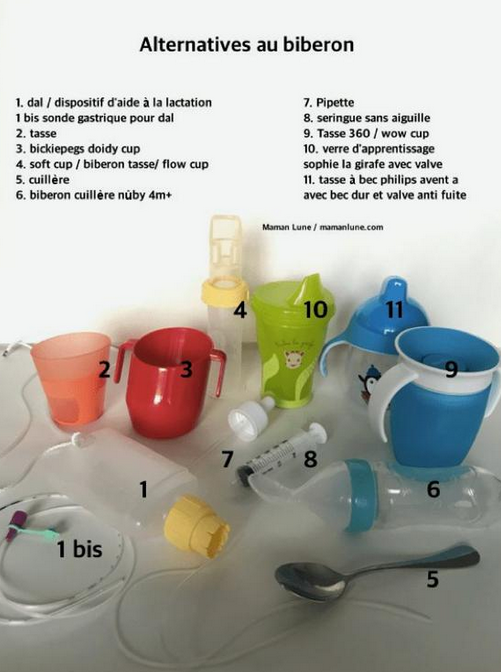 Alternatives au biberon
1. dal / dispositif d'aide à la lactation
1 bis sonde gastrique pour dal
2. tasse
3. bickiepegs doidy cup
4. soft cup / biberon tasse/ flow cup
5. cuillère
6. biberon cuillère nûby 4m+
7. Pipette
8. seringue sans aiguille
9. Tasse 360 / wow cup
10. verre d'apprentissage
sophie la girafe avec valve
11. tasse à bec philips avent a
avec bec dur et valve anti fuite
Maman Lune / mamanlune.com
4
10
11
2
3
9
7
8
1
6
1 bis
5